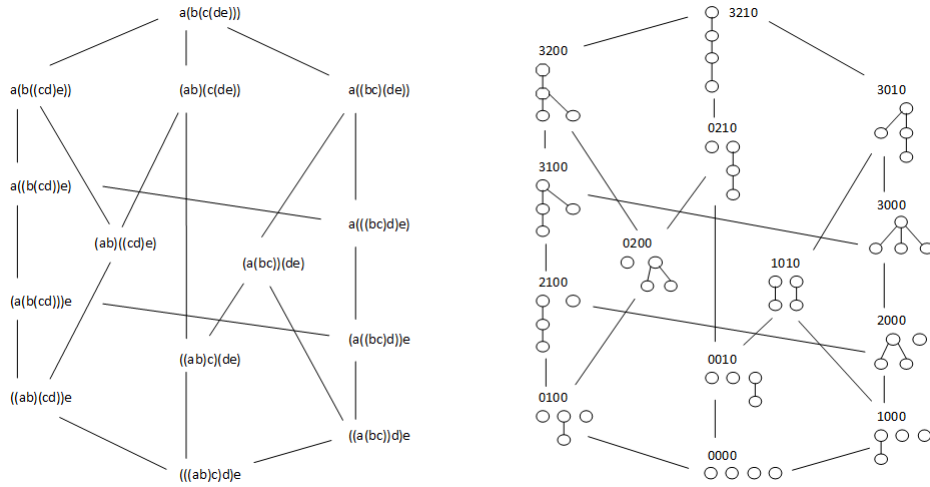 a(b(c(de)))
a(b((cd)e))
(ab)(c(de))
a((bc)(de))
a((b(cd))e)
a(((bc)d)e)
(ab)((cd)e)
(a(bc))(de)
(a(b(cd)))e
(a((bc)d))e
((ab)c)(de)
((ab)(cd))e
((a(bc))d)e
(((ab)c)d)e
3210
3200
3010
0210
3100
3000
0200
1010
2100
2000
0010
0100
1000
0000